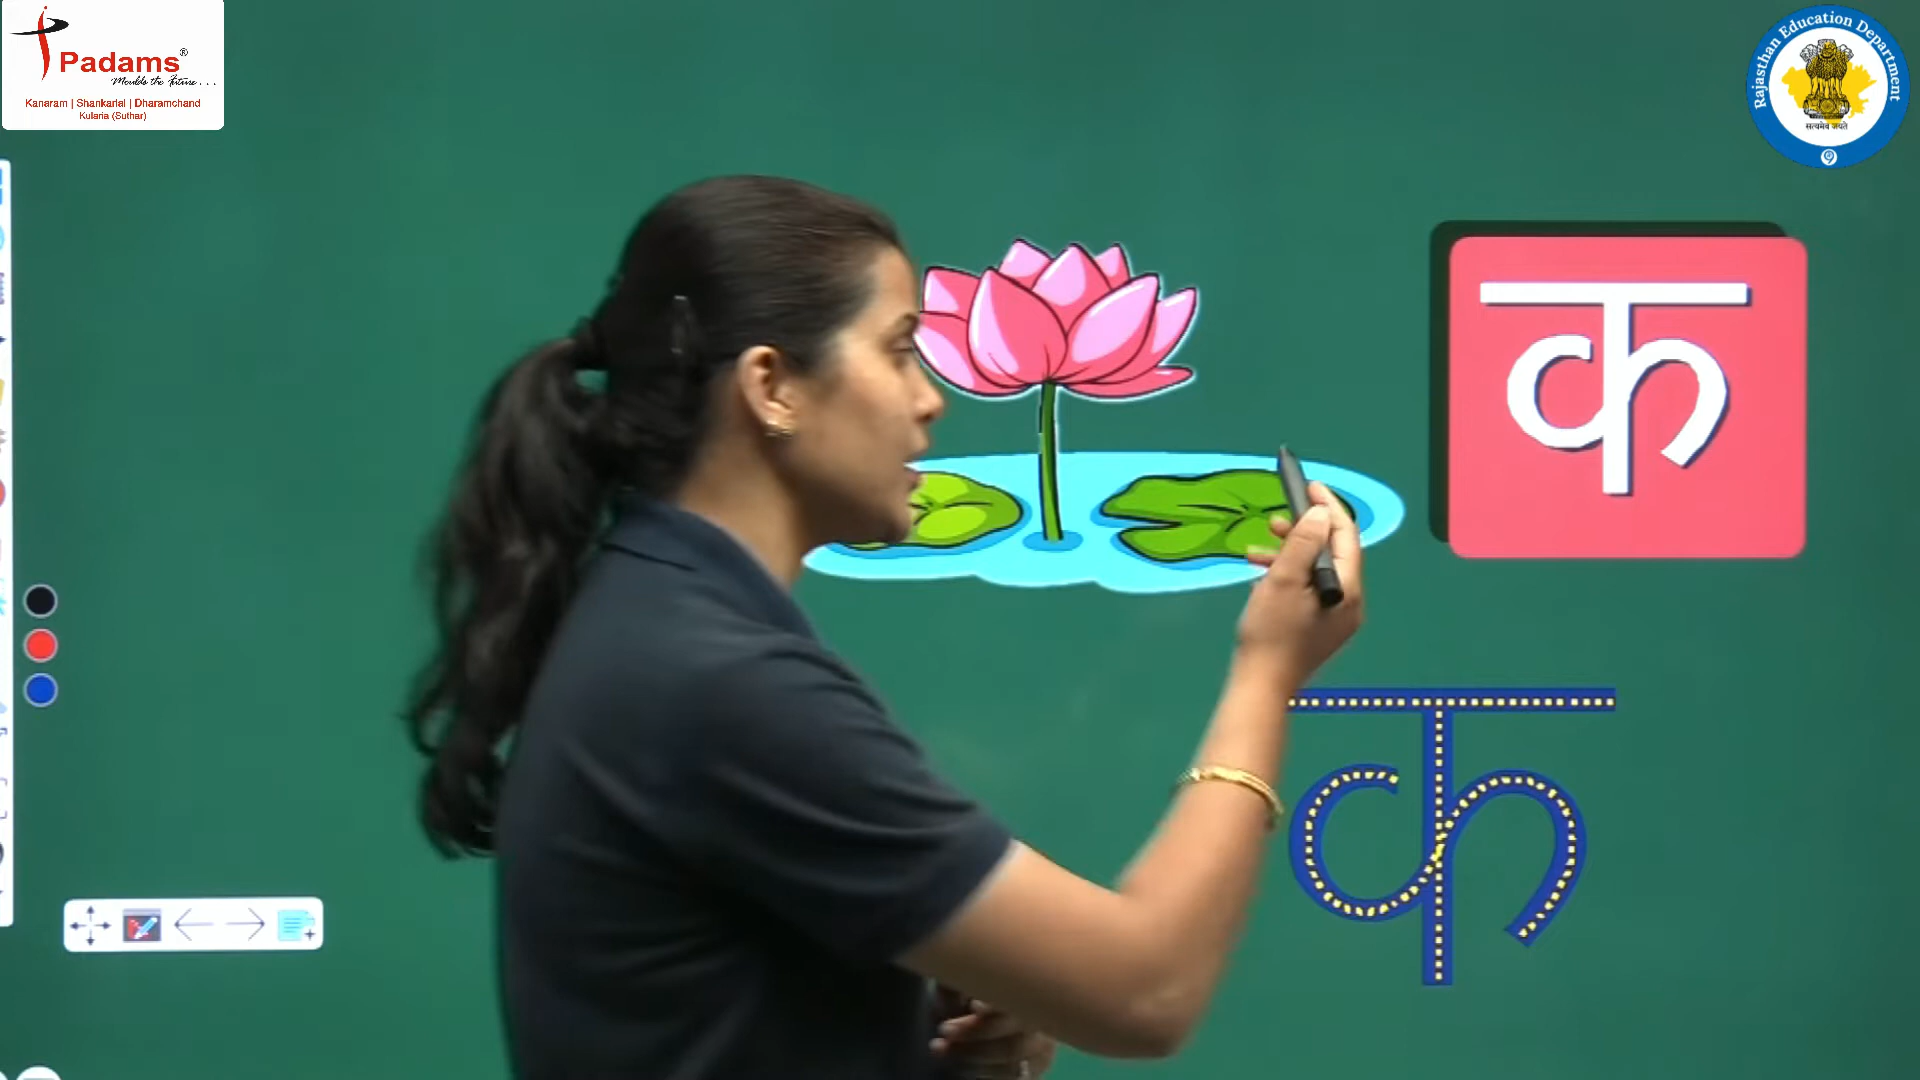 Padams®
Moulds the Future...
Kanaram | Shankarlal | Dharamchand
Kularia (Suthar)
Rajasthan Education Department
सत्यमेव जयते
क
क